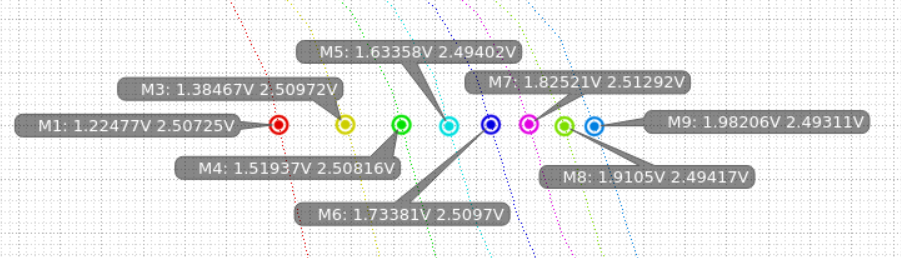 M5: 1.63358V 2.49402V
M7: 1.82521V 2.51292V
M3: 1.38467V 2.50972V
M1: 1.22477V 2.50725V
M9: 1.98206V 2.49311V
M4: 1.51937V 2.50816V
M8: 1.9105V 2.49417V
M6: 1.73381V 2.5097V